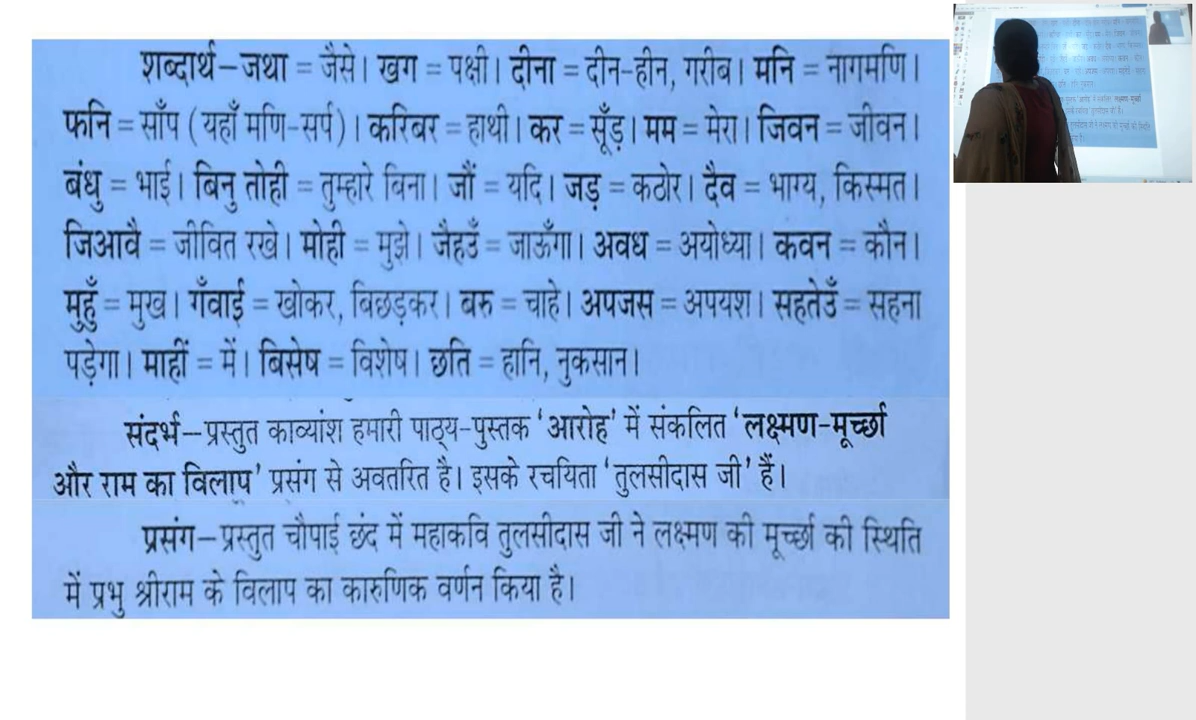 शब्दार्थ–जथा = जैसे। खग = पक्षी। दीना = दीन-हीन, गरीब। मनि = नागमणि।
फनि = साँप (यहाँ मणि-सर्प)। करिबर = हाथी। कर = सूँड़। मम = मेरा। जिवन = जीवन।
बंधु = भाई। बिनु तोही = तुम्हारे बिना। जौं = यदि। जड़ = कठोर। दैव = भाग्य, किस्मत।
जिआवै = जीवित रखे। मोही = मुझे। जैहउँ = जाऊँगा। अवध = अयोध्या। कवन = कौन।
मुहुँ = मुख। गँवाई = खोकर, बिछड़कर। बरु = चाहे। अपजस = अपयश। सहतेउँ = सहना
पड़ेगा। माहीं = में। बिसेष = विशेष। छति = हानि, नुकसान।
संदर्भ–प्रस्तुत काव्यांश हमारी पाठ्य-पुस्तक ‘आरोह’ में संकलित ‘लक्ष्मण-मूर्च्छा
और राम का विलाप’ प्रसंग से अवतरित है। इसके रचयिता ‘तुलसीदास जी’ हैं।
प्रसंग–प्रस्तुत चौपाई छंद में महाकवि तुलसीदास जी ने लक्ष्मण की मूर्च्छा की स्थिति
में प्रभु श्रीराम के विलाप का कारुणिक वर्णन किया है।